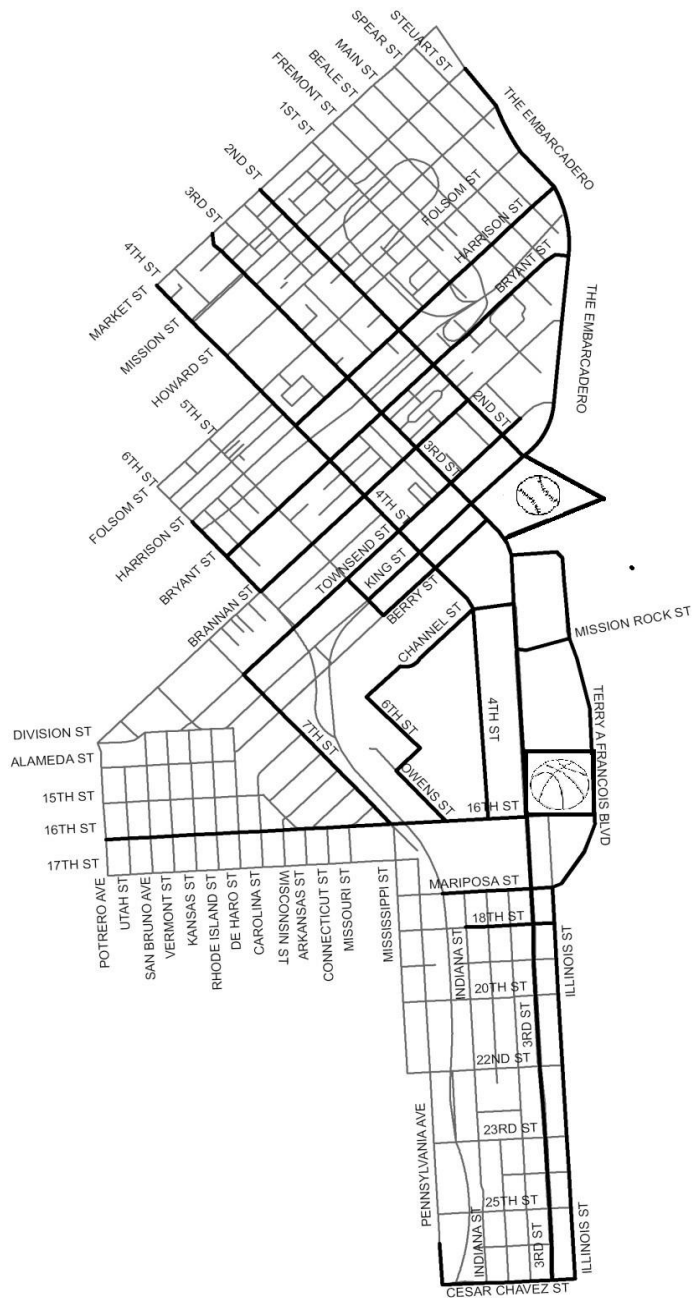 STEUART ST
SPEAR ST
MAIN ST
BEALE ST
FREMONT ST
1ST ST
THE EMBARCADERO
2ND ST
FOLSOM ST
HARRISON ST
3RD ST
BRYANT ST
4TH ST
MARKET ST
MISSION ST
HOWARD ST
THE EMBARCADERO
5TH ST
2ND ST
6TH ST
FOLSOM ST
3RD ST
HARRISON ST
4TH ST
BRYANT ST
TOWNSEND ST
KING ST
BRANNAN ST
BERRY ST
CHANNEL ST
MISSION ROCK ST
6TH ST
4TH ST
TERRY A FRANCOIS BLVD
DIVISION ST
7TH ST
ALAMEDA ST
OWENS ST
15TH ST
16TH ST
16TH ST
17TH ST
MARIPOSA ST
POTRERO AVE
UTAH ST
SAN BRUNO AVE
VERMONT ST
KANSAS ST
RHODE ISLAND ST
DE HARO ST
CAROLINA ST
WISCONSIN ST
ARKANSAS ST
CONNECTICUT ST
MISSOURI ST
MISSISSIPPI ST
18TH ST
INDIANA ST
ILLINOIS ST
20TH ST
3RD ST
22ND ST
PENNSYLVANIA AVE
23RD ST
25TH ST
INDIANA ST
3RD ST
ILLINOIS ST
CESAR CHAVEZ ST